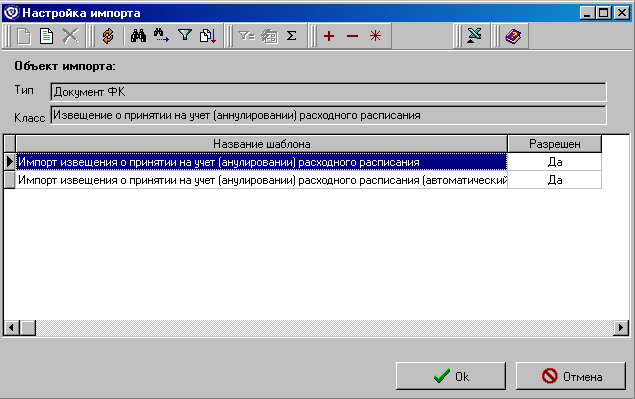 Настройка импорта
Объект импорта:
Тип Документ ФК
Класс Извещение о принятии на учет (аннулировании) расходного расписания
Название шаблона Разрешен
Импорт извещения о принятии на учет (анулировании) расходного расписания Да
Импорт извещения о принятии на учет (анулировании) расходного расписания (автоматический Да
Ok Отмена